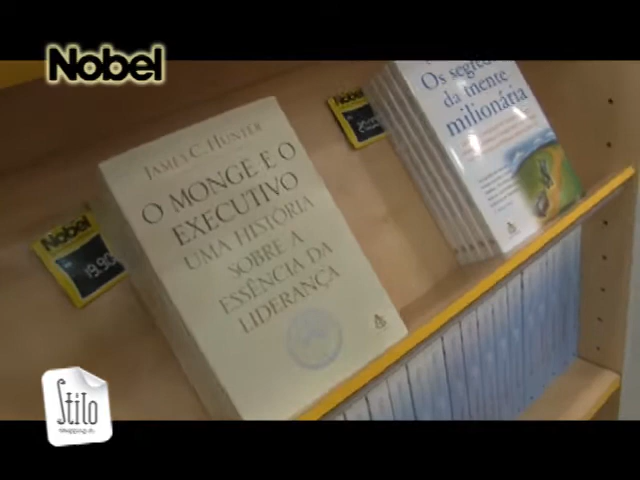 Nobel
Nobel
Os segredos
da mente
milionária
JAMES C. HUNTER
O MONGE E O
EXECUTIVO
UMA HISTÓRIA
SOBRE A
ESSÊNCIA DA
LIDERANÇA
Nobel
19,90
Stilo